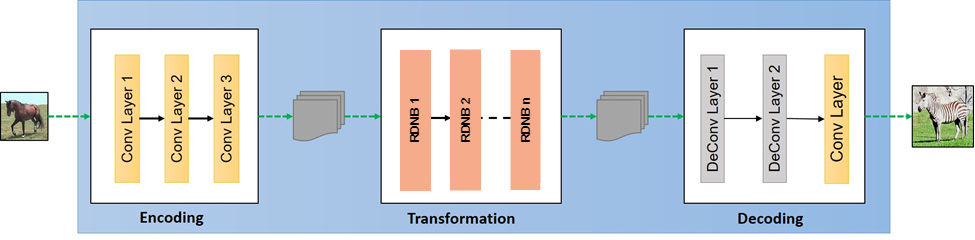 Conv Layer 1
Conv Layer 2
Conv Layer 3
Encoding
RDNB 1
RDNB 2
RDNB n
Transformation
DeConv Layer 1
DeConv Layer 2
Conv Layer
Decoding